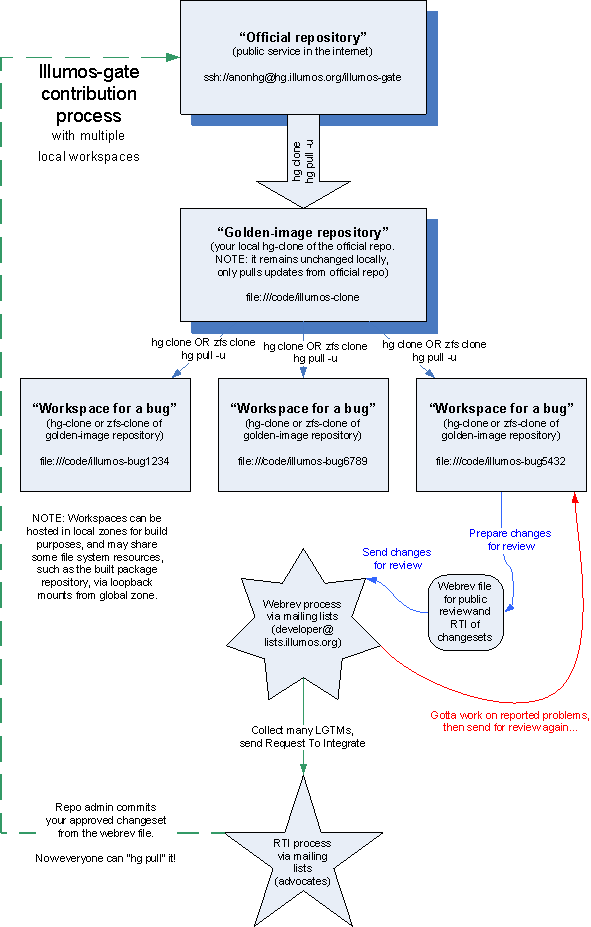 “Official repository”
(public service in the internet)
ssh://anonhg@hg.illumos.org/illumos-gate
Illumos-gate
contribution
process
with multiple
local workspaces
hg clone
hg pull -u
“Golden-image repository”
(your local hg-clone of the official repo.
NOTE: it remains unchanged locally,
only pulls updates from official repo)
file:///code/illumos-clone
hg clone OR zfs clone
hg pull -u
hg clone OR zfs clone
hg pull -u
hg clone OR zfs clone
hg pull -u
“Workspace for a bug”
(hg-clone or zfs-clone of
golden-image repository)
file:///code/illumos-bug1234
“Workspace for a bug”
(hg-clone or zfs-clone of
golden-image repository)
file:///code/illumos-bug6789
“Workspace for a bug”
(hg-clone or zfs-clone of
golden-image repository)
file:///code/illumos-bug5432
NOTE: Workspaces can be
hosted in local zones for build
purposes, and may share
some file system resources,
such as the built package
repository, via loopback
mounts from global zone.
Prepare changes
for review
Send changes
for review
Webrev file
for public
review and
RTI of
changesets
Webrev process
via mailing lists
(developer@
lists.illumos.org)
Gotta work on reported problems,
then send for review again...
Collect many LGTMs,
send Request To Integrate
Repo admin commits
your approved changeset
from the webrev file.
Now everyone can "hg pull" it!
RTI process
via mailing
lists
(advocates)